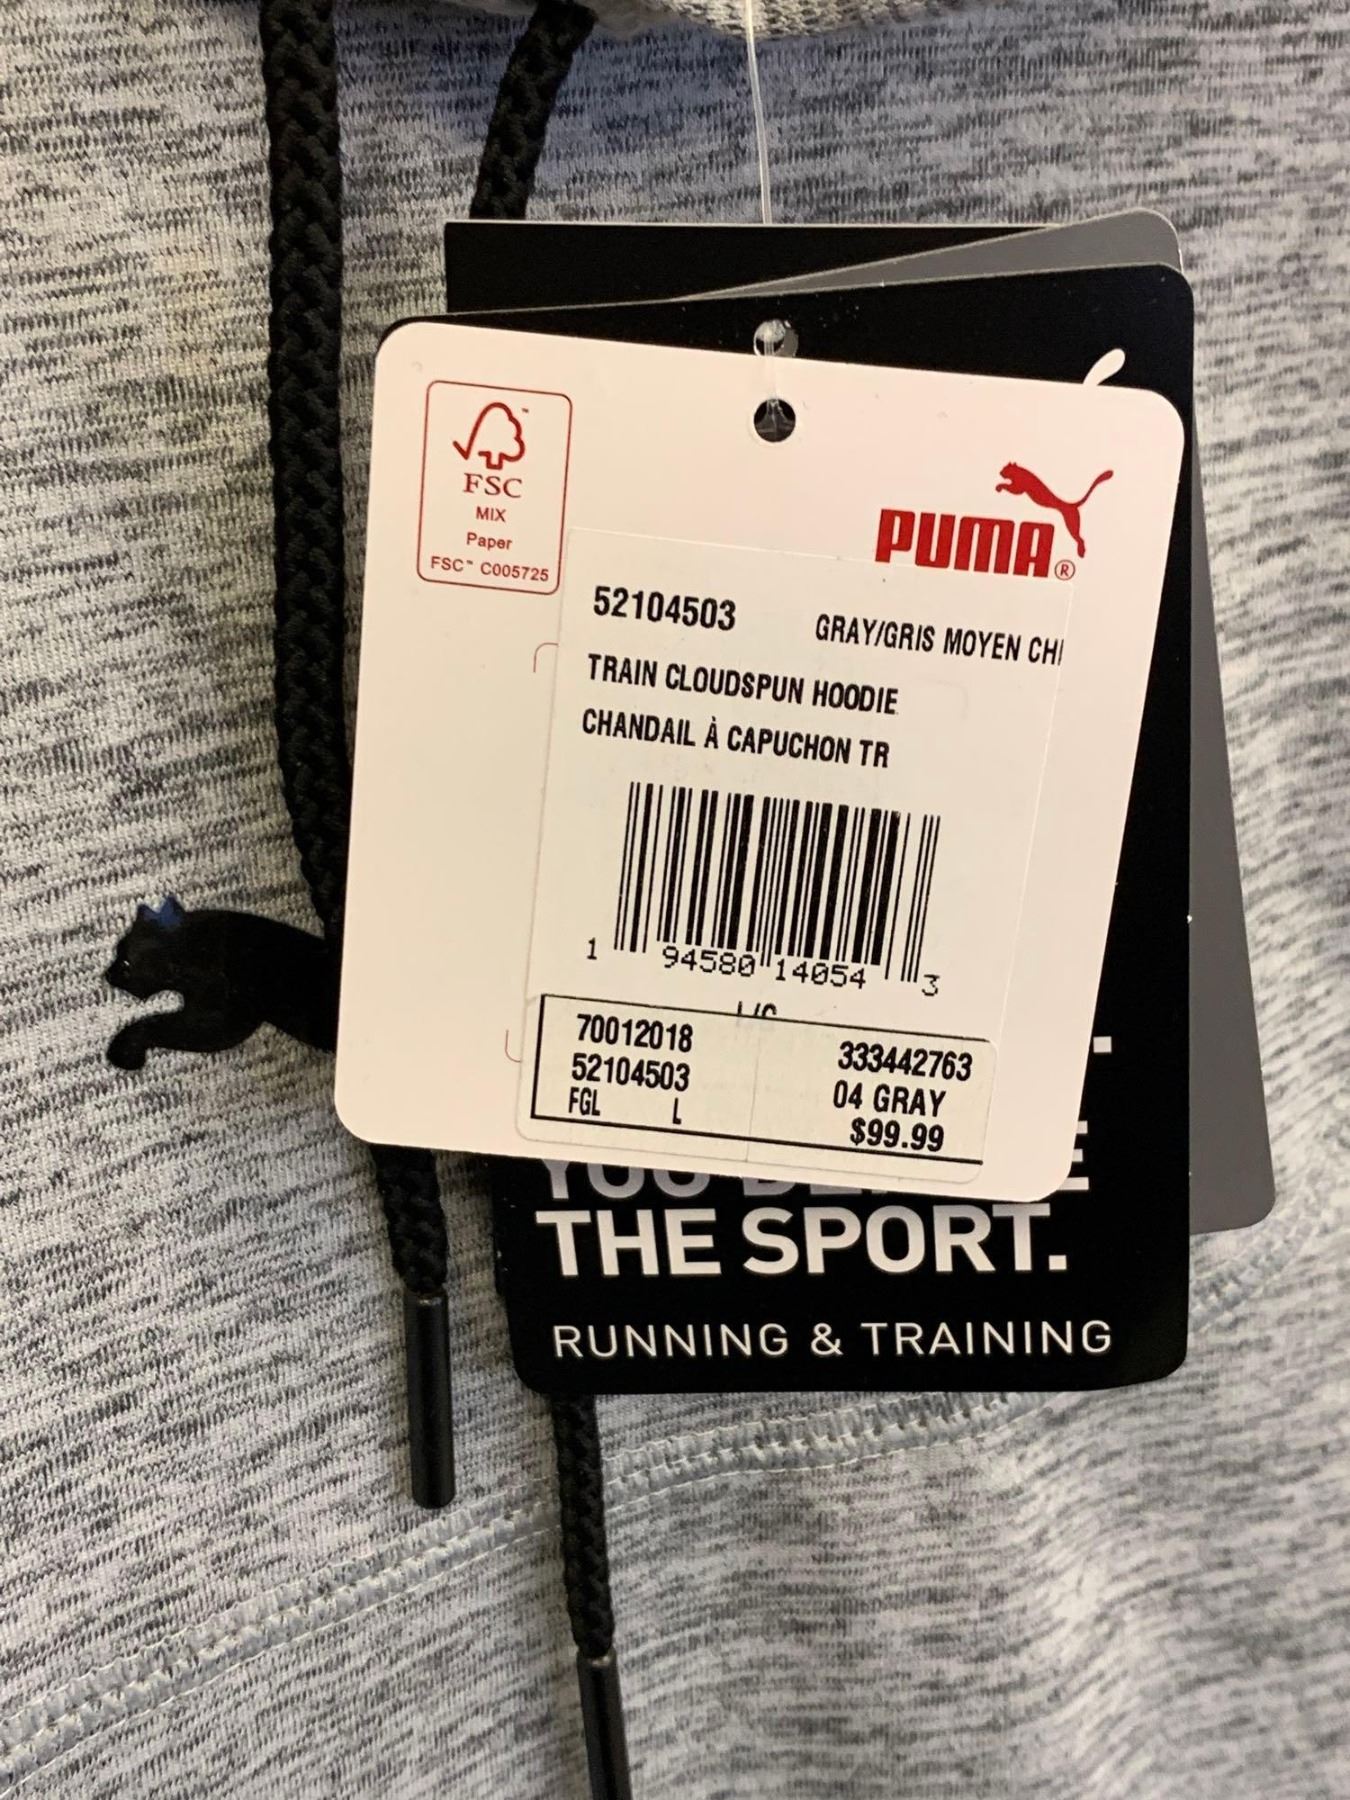 FSC
MIX
Paper
FSC™ C005725
PUMA®
52104503 GRAY/GRIS MOYEN CH
TRAIN CLOUDSPUN HOODIE
CHANDAIL À CAPUCHON TR
1 94580 14054 3
70012018 333442763
52104503 04 GRAY
FGL L $99.99
THE SPORT.
RUNNING & TRAINING